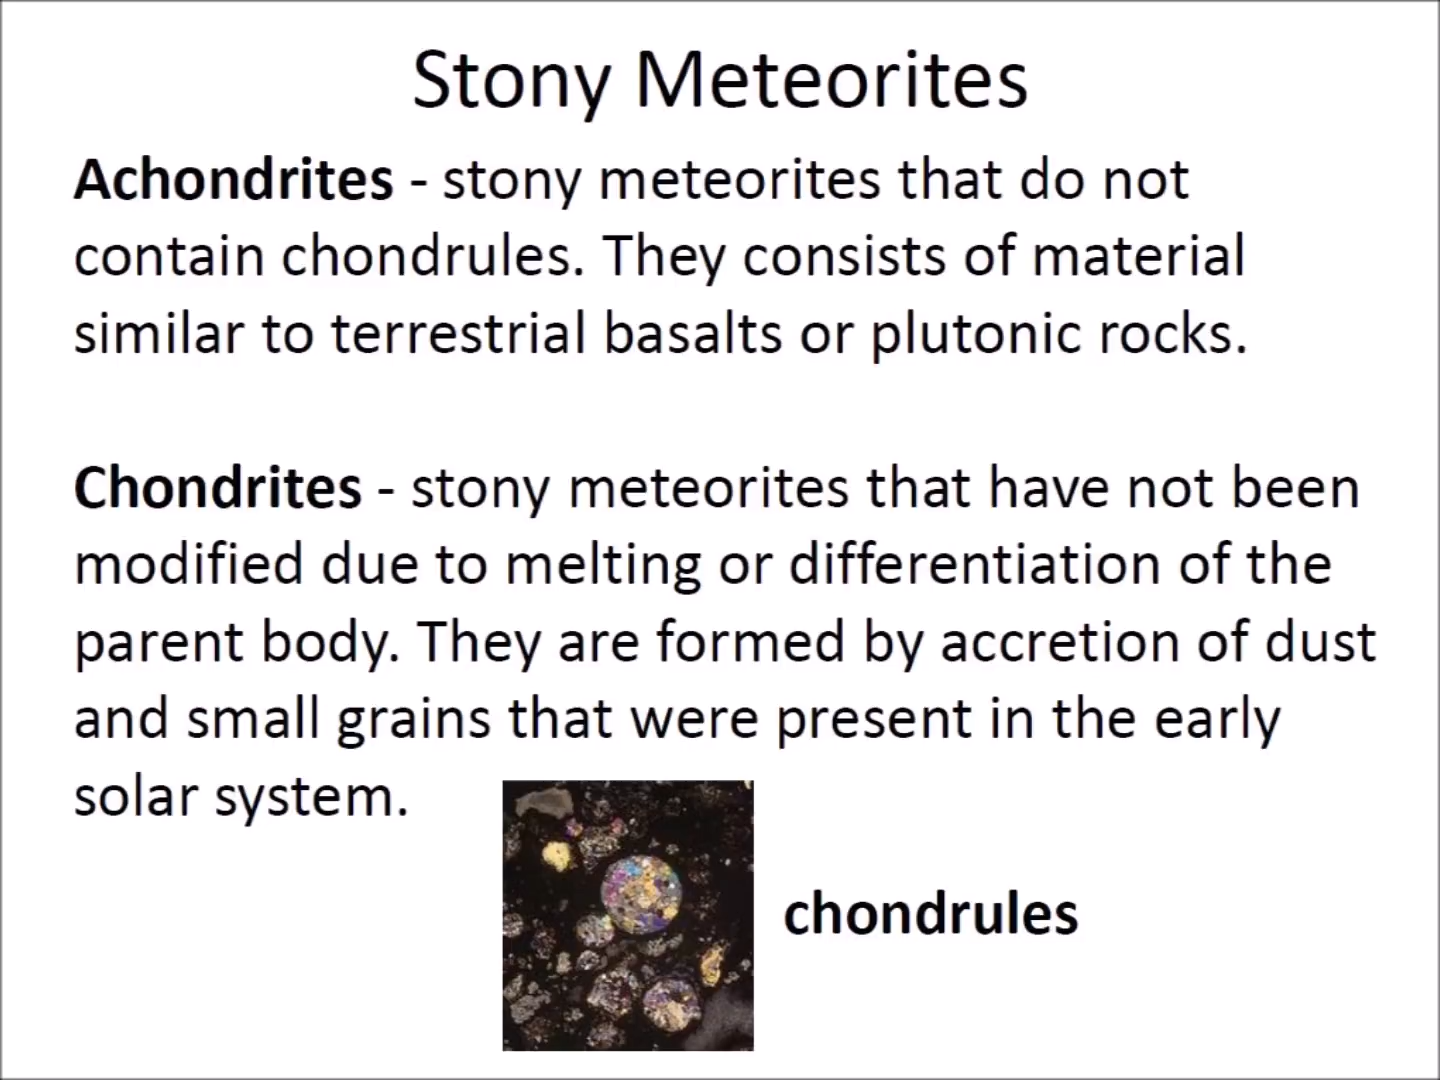 Stony Meteorites
Achondrites - stony meteorites that do not
contain chondrules. They consists of material
similar to terrestrial basalts or plutonic rocks.
Chondrites - stony meteorites that have not been
modified due to melting or differentiation of the
parent body. They are formed by accretion of dust
and small grains that were present in the early
solar system.
chondrules